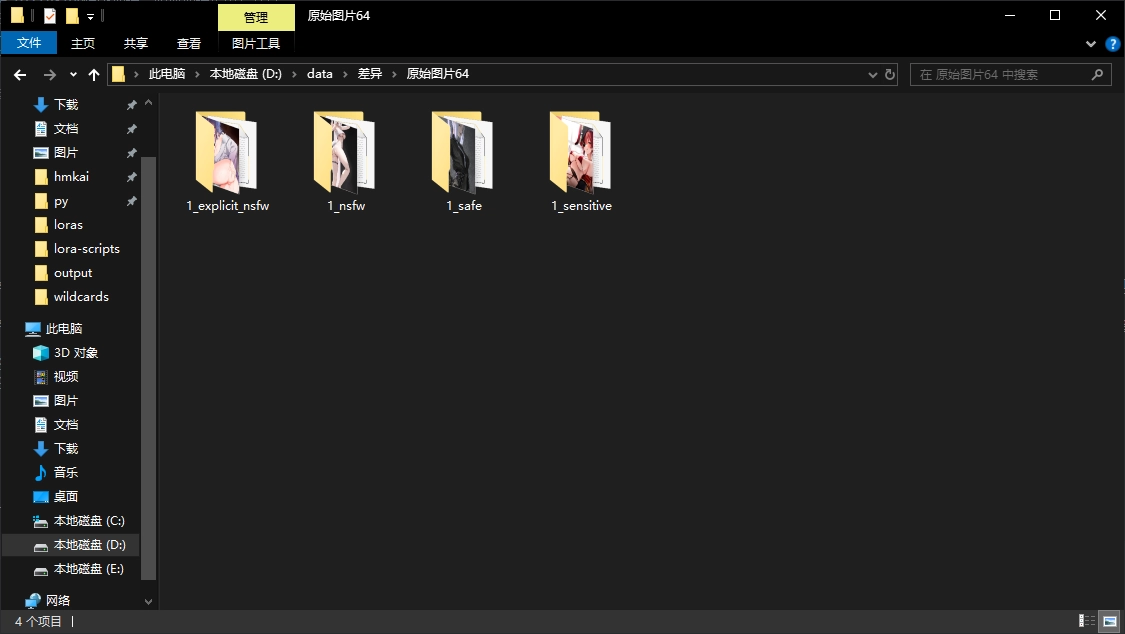 管理
原始图片64
文件
主页
共享
查看
图片工具
此电脑 › 本地磁盘 (D:) › data › 差异 › 原始图片64
在 原始图片64 中搜索
下载
文档
图片
hmkai
py
loras
lora-scripts
output
wildcards
此电脑
3D 对象
视频
图片
文档
下载
音乐
桌面
本地磁盘 (C:)
本地磁盘 (D:)
本地磁盘 (E:)
网络
1_explicit_nsfw
1_nsfw
1_safe
1_sensitive
4 个项目